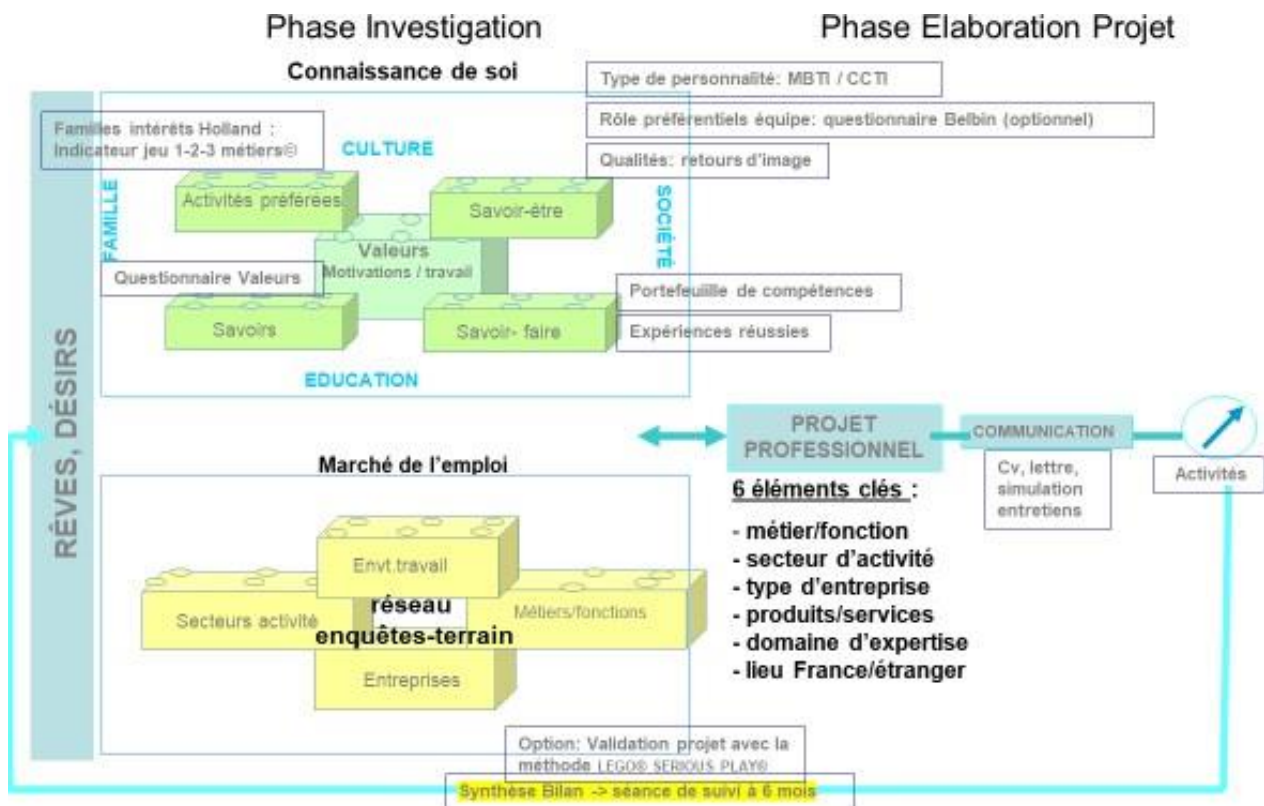 Phase Investigation
Phase Elaboration Projet
Connaissance de soi
Type de personnalité: MBTI / CCTI
Familles intérêts Holland :
Indicateur jeu 1-2-3 métiers©
Rôle préférentiels équipe: questionnaire Belbin (optionnel)
CULTURE
Qualités: retours d'image
FAMILLE
SOCIÉTÉ
Activités préférées
Savoir-être
Valeurs
Motivations / travail
Questionnaire Valeurs
Portefeuille de compétences
Savoirs
Savoir- faire
Expériences réussies
EDUCATION
RÊVES, DÉSIRS
PROJET
PROFESSIONNEL
COMMUNICATION
Cv, lettre,
simulation
entretiens
Activités
Marché de l'emploi
6 éléments clés :
- métier/fonction
- secteur d'activité
- type d'entreprise
- produits/services
- domaine d'expertise
- lieu France/étranger
Envt.travail
Secteurs activité
réseau
Métiers/fonctions
enquêtes-terrain
Entreprises
Option: Validation projet avec la
méthode LEGO® SERIOUS PLAY®
Synthèse Bilan -> séance de suivi à 6 mois